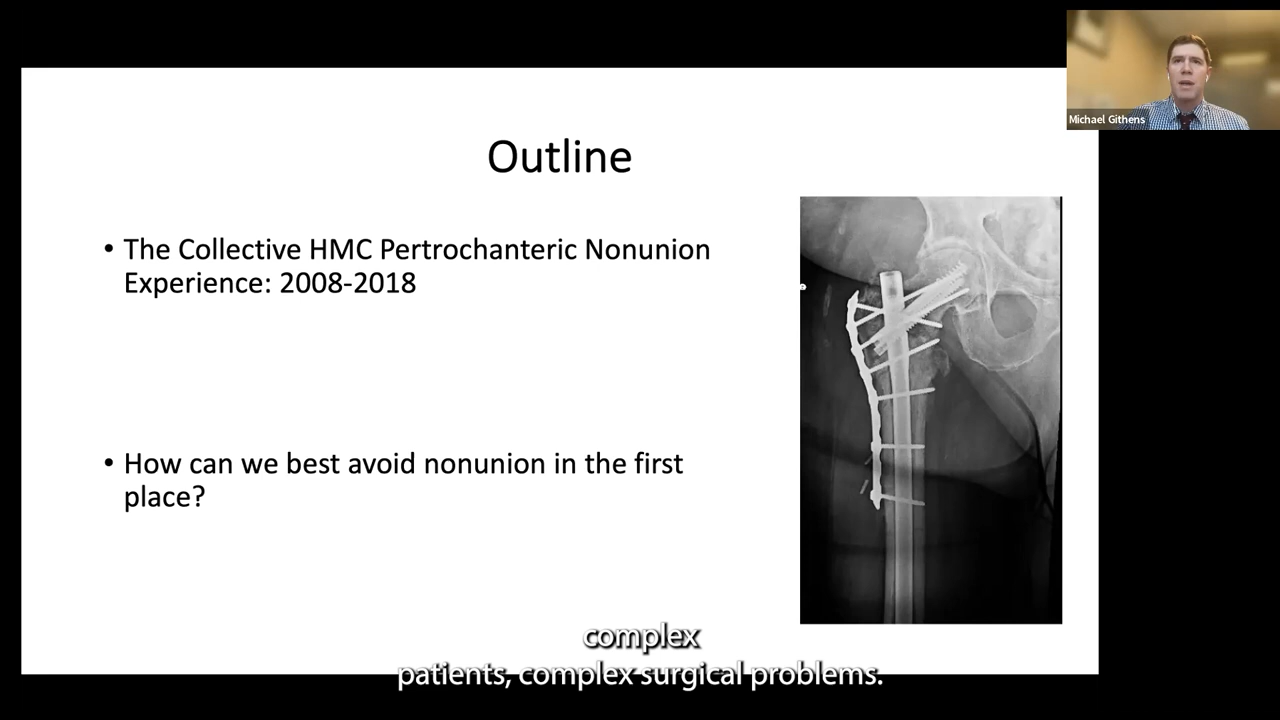 Michael Githens
Outline
• The Collective HMC Pertrochanteric Nonunion
Experience: 2008-2018
• How can we best avoid nonunion in the first
place?
complex
patients, complex surgical problems.